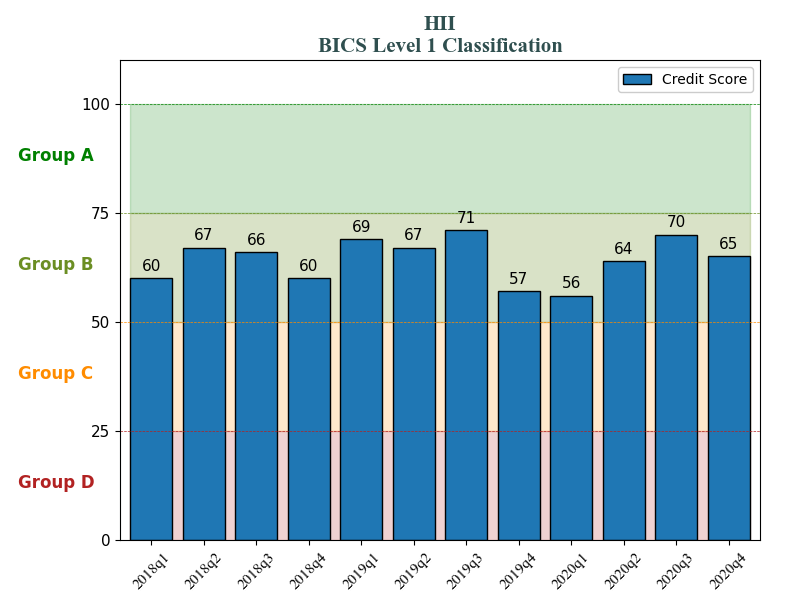 HII
BICS Level 1 Classification
Credit Score
100
Group A
75
71
70
69
67
67
66
65
64
60
60
57
56
Group B
50
Group C
25
Group D
0
2018q1
2018q2
2018q3
2018q4
2019q1
2019q2
2019q3
2019q4
2020q1
2020q2
2020q3
2020q4